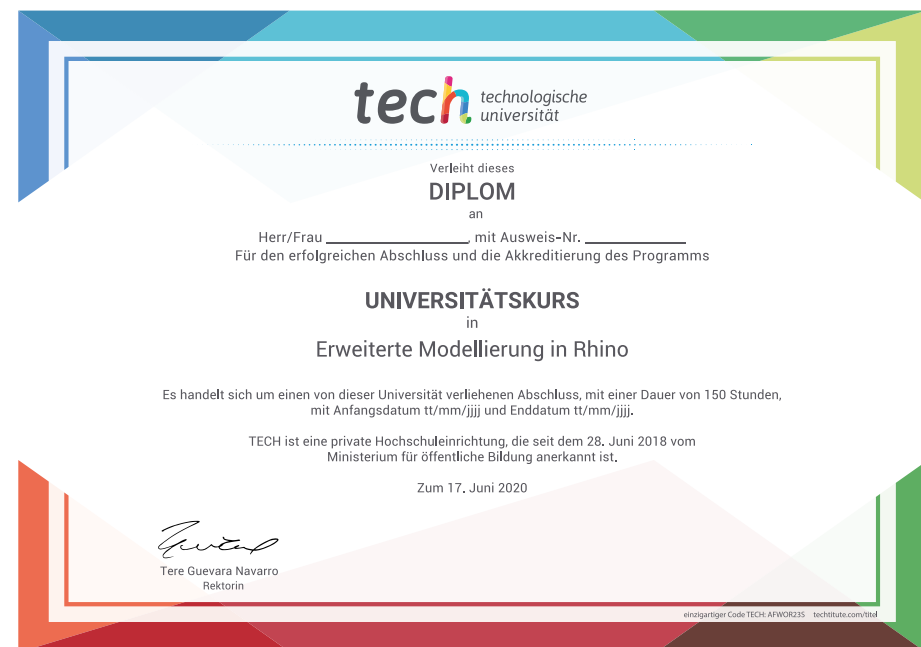 tech technologische
universität
Verleiht dieses
DIPLOM
an
Herr/Frau ____________________, mit Ausweis-Nr. ______________
Für den erfolgreichen Abschluss und die Akkreditierung des Programms
UNIVERSITÄTSKURS
in
Erweiterte Modellierung in Rhino
Es handelt sich um einen von dieser Universität verliehenen Abschluss, mit einer Dauer von 150 Stunden,
mit Anfangsdatum tt/mm/jjjj und Enddatum tt/mm/jjjj.
TECH ist eine private Hochschuleinrichtung, die seit dem 28. Juni 2018 vom
Ministerium für öffentliche Bildung anerkannt ist.
Zum 17. Juni 2020
Tere Guevara Navarro
Rektorin
einzigartiger Code TECH: AFWOR23S techtitute.com/titel